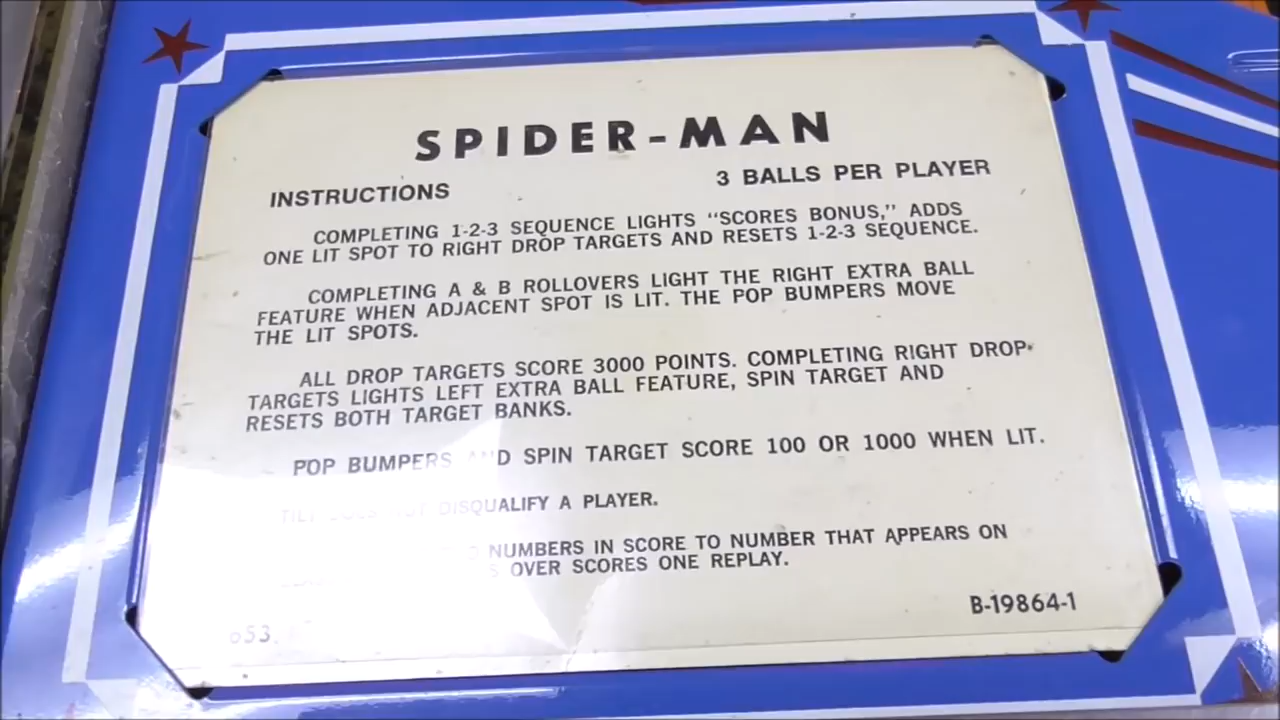 SPIDER-MAN
INSTRUCTIONS
3 BALLS PER PLAYER
COMPLETING 1-2-3 SEQUENCE LIGHTS "SCORES BONUS," ADDS
ONE LIT SPOT TO RIGHT DROP TARGETS AND RESETS 1-2-3 SEQUENCE.
COMPLETING A & B ROLLOVERS LIGHT THE RIGHT EXTRA BALL
FEATURE WHEN ADJACENT SPOT IS LIT. THE POP BUMPERS MOVE
THE LIT SPOTS.
ALL DROP TARGETS SCORE 3000 POINTS. COMPLETING RIGHT DROP
TARGETS LIGHTS LEFT EXTRA BALL FEATURE, SPIN TARGET AND
RESETS BOTH TARGET BANKS.
POP BUMPERS AND SPIN TARGET SCORE 100 OR 1000 WHEN LIT.
TILT DOES NOT DISQUALIFY A PLAYER.
NUMBERS IN SCORE TO NUMBER THAT APPEARS ON
OVER SCORES ONE REPLAY.
653
B-19864-1